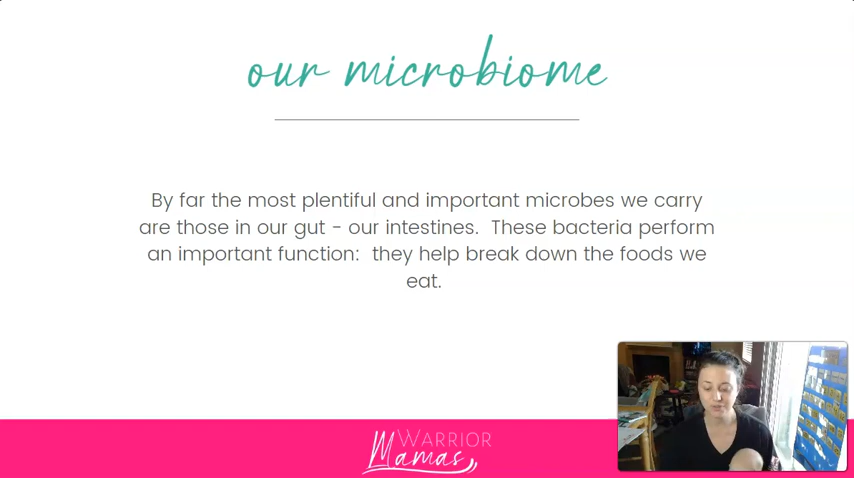 our microbiome
By far the most plentiful and important microbes we carry
are those in our gut - our intestines.  These bacteria perform
an important function:  they help break down the foods we
eat.
WARRIOR
Mamas